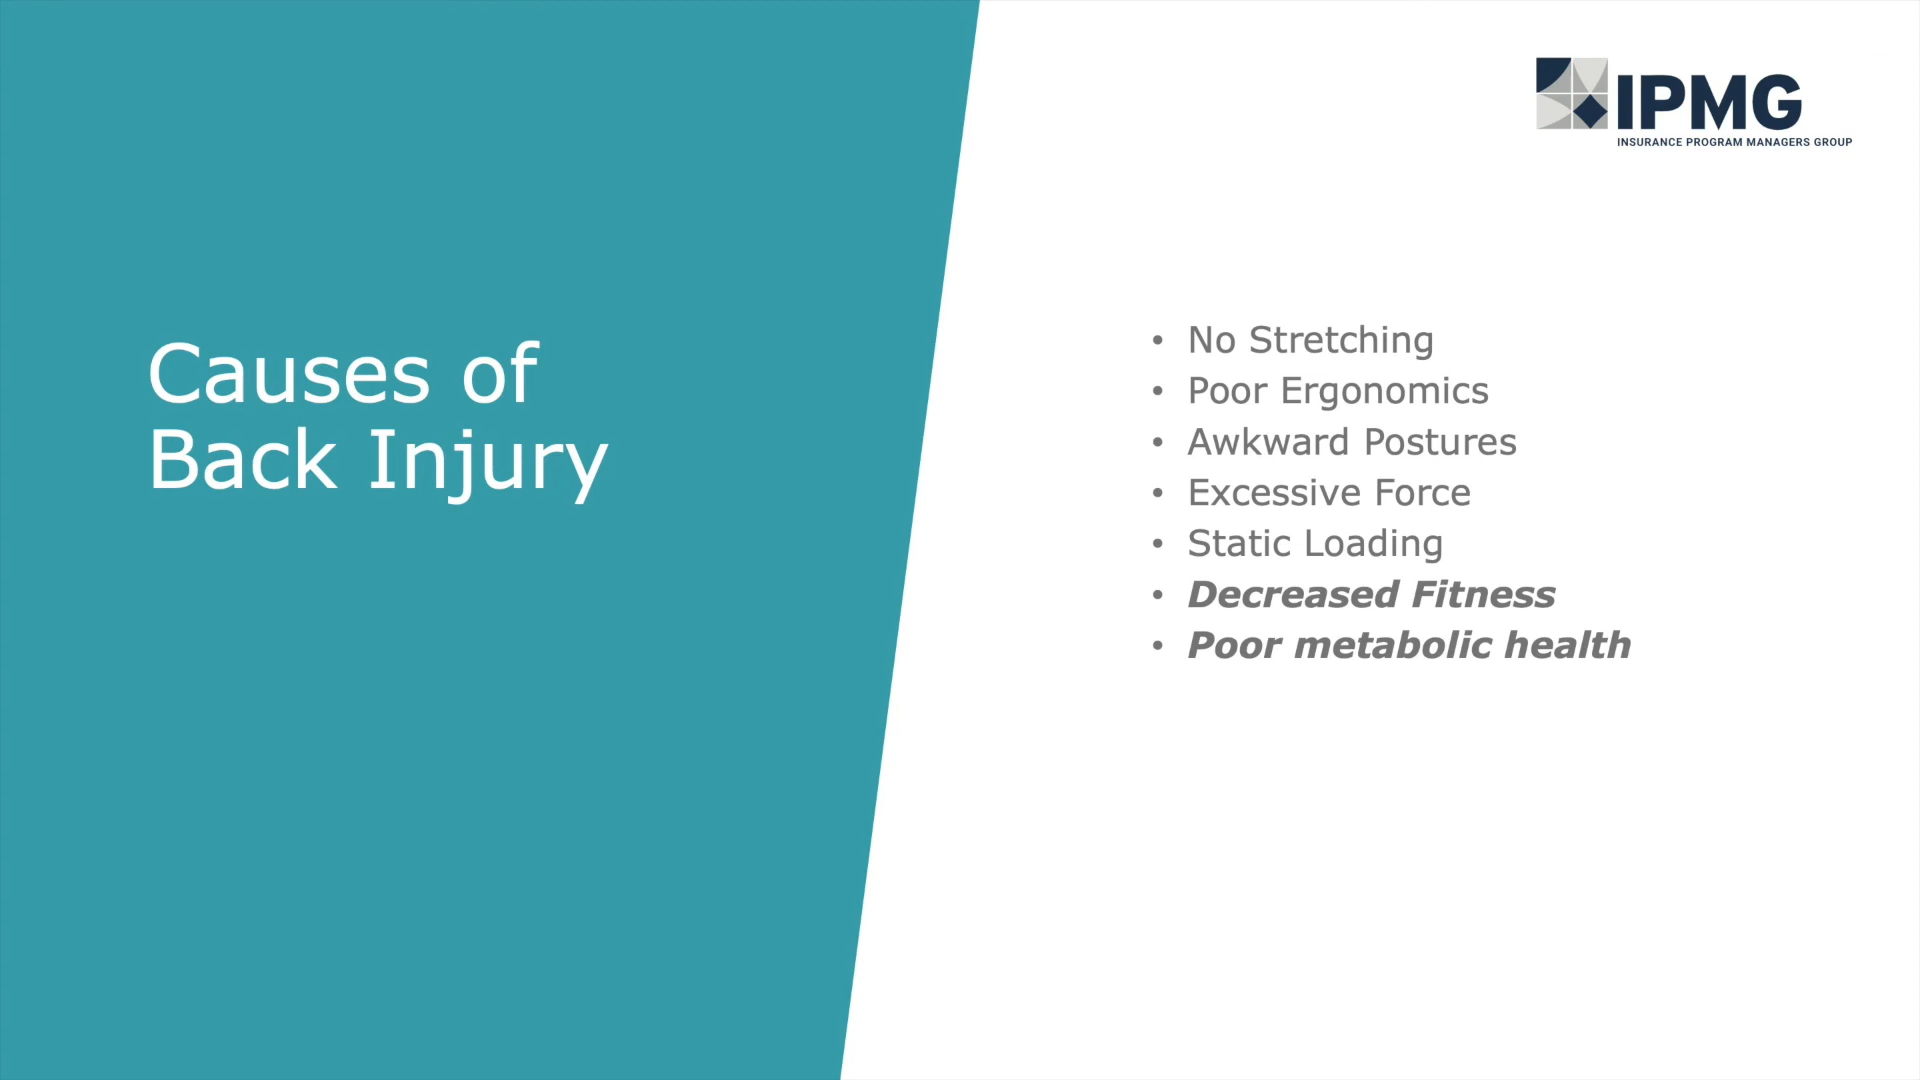 Causes of
Back Injury
IPMG
INSURANCE PROGRAM MANAGERS GROUP
• No Stretching
• Poor Ergonomics
• Awkward Postures
• Excessive Force
• Static Loading
• Decreased Fitness
• Poor metabolic health